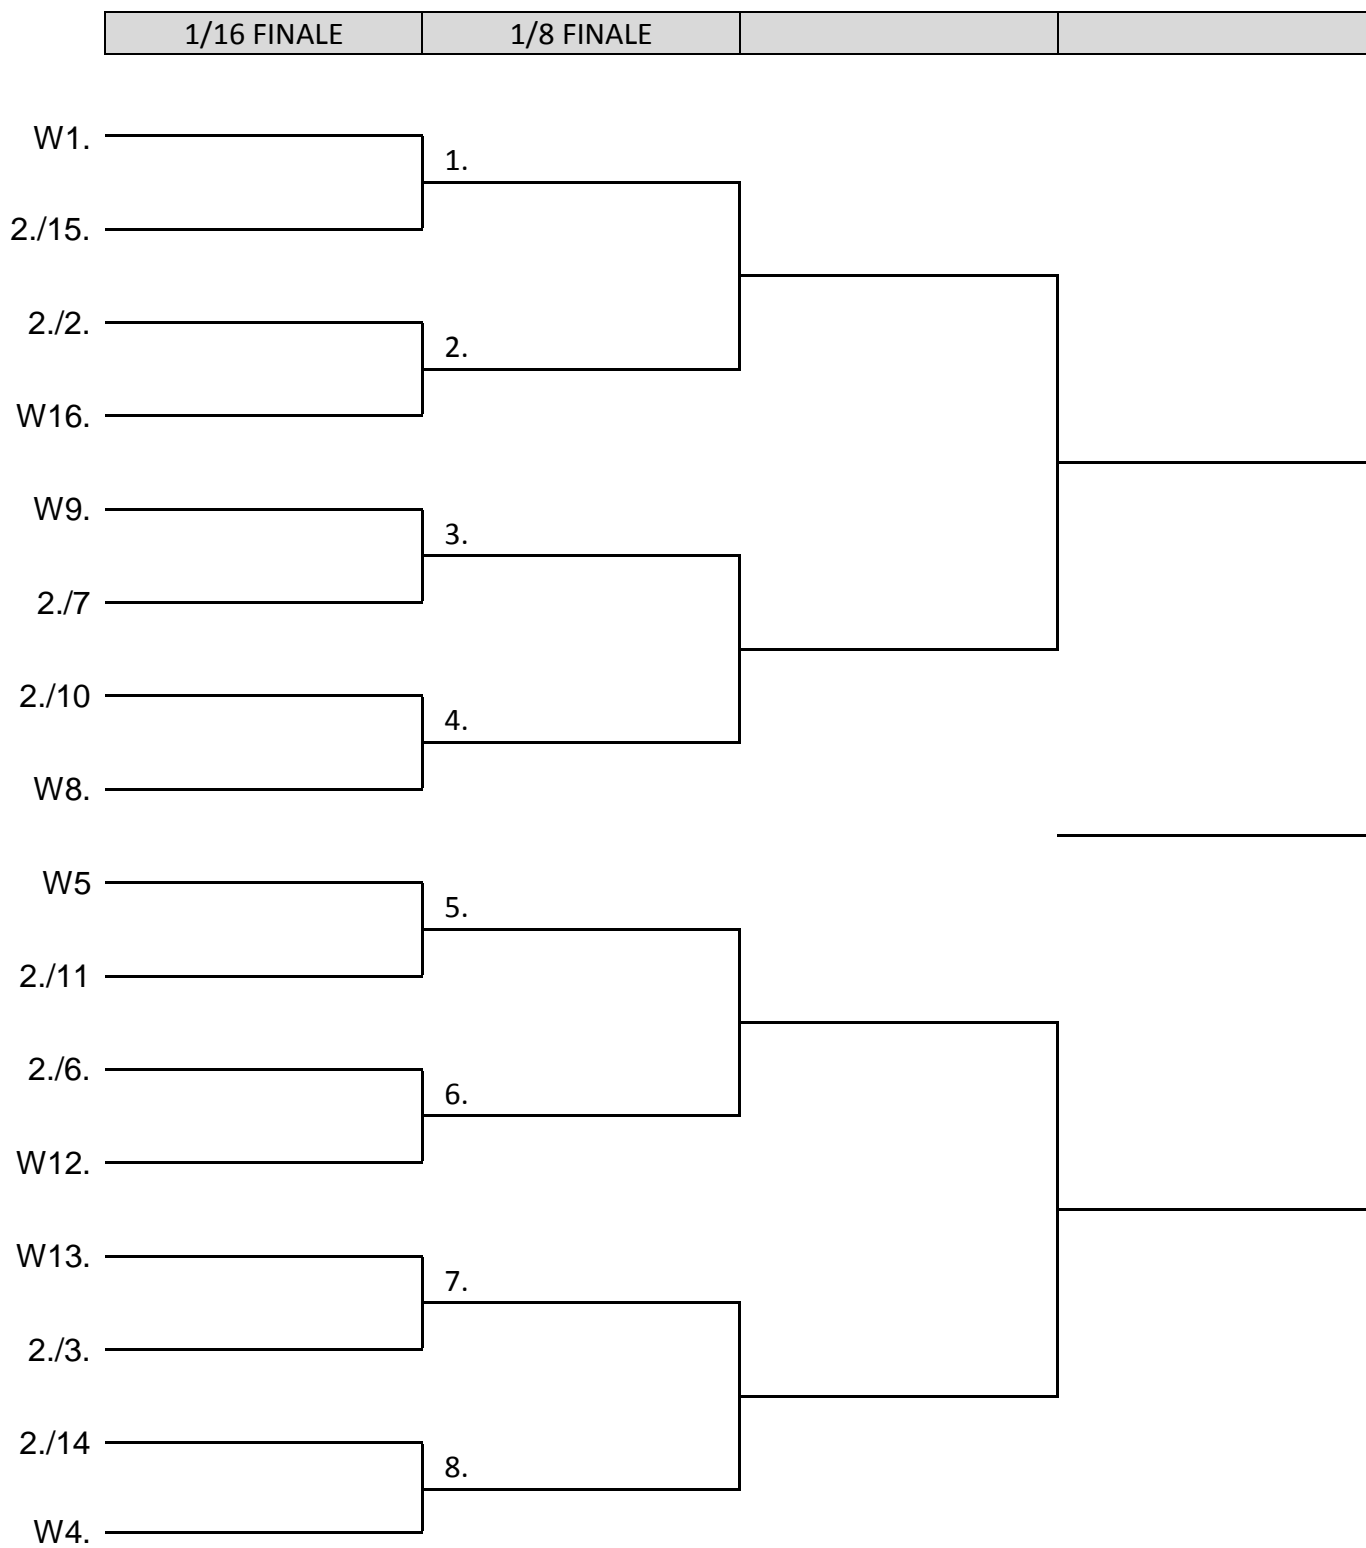 1/16 FINALE 1/8 FINALE
W1.
1.
2./15.
2./2.
2.
W16.
W9.
3.
2./7
2./10
4.
W8.
W5
5.
2./11
2./6.
6.
W12.
W13.
7.
2./3.
2./14
8.
W4.